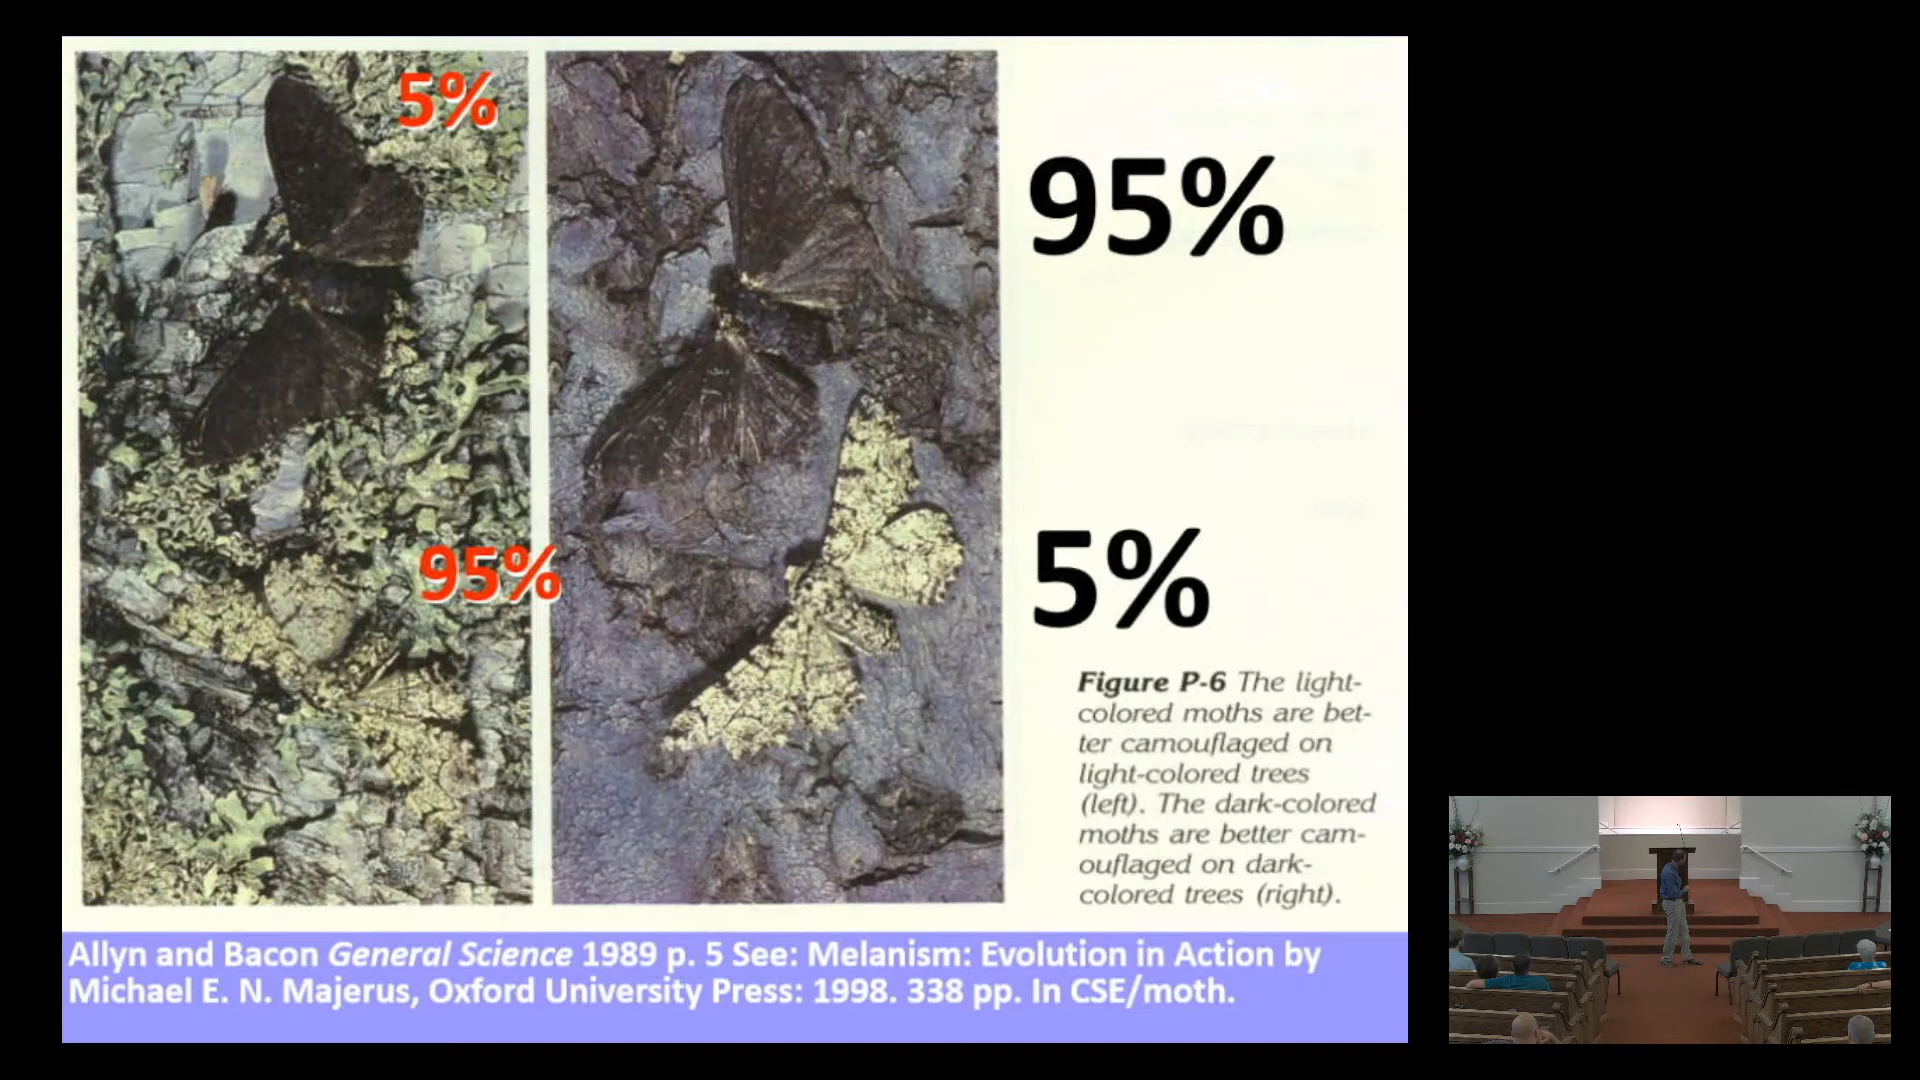 5%
95%
95%
5%
Figure P-6 The light-
colored moths are bet-
ter camouflaged on
light-colored trees
(left). The dark-colored
moths are better cam-
ouflaged on dark-
colored trees (right).
Allyn and Bacon General Science 1989 p. 5 See: Melanism: Evolution in Action by
Michael E. N. Majerus, Oxford University Press: 1998. 338 pp. In CSE/moth.